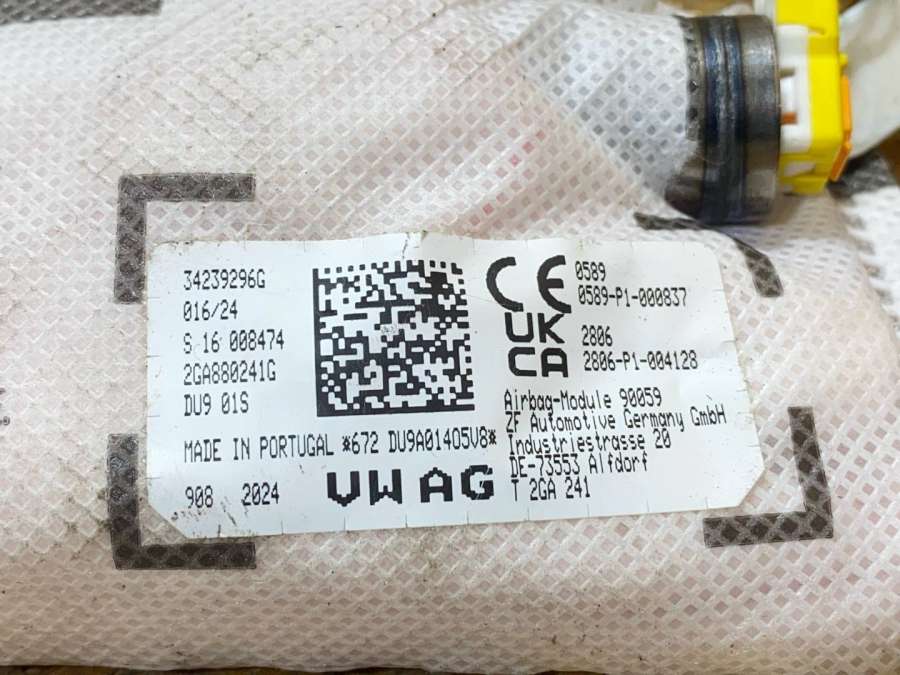 34239296G
016/24
S 16 008474
2GA880241G
DU9 01S
MADE IN PORTUGAL *672 DU9A01405V8*
908 2024
VW AG
CE 0589
0589-P1-000837
UK
CA
2806
2806-P1-004128
Airbag-Module 90059
ZF Automotive Germany GmbH
Industriestrasse 20
DE-73553 Alfdorf
T 2GA 241